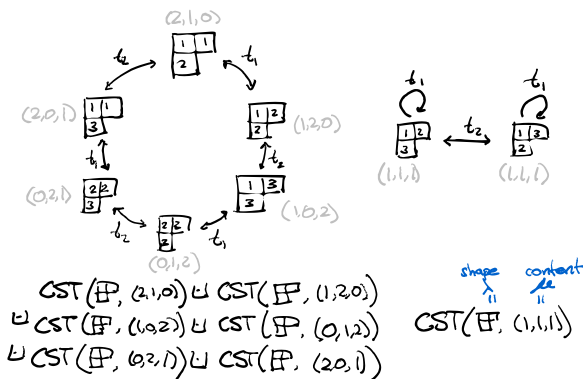 (2,1,0)
1 1
2
t₂
t₁
(2,0,1)
1 1
3
1 2
2
(1,2,0)
t₁
t₂
(0,2,1)
2 2
3
1 3
3
(1,0,2)
t₂
2 2
3
t₁
(0,1,2)
t₁
t₁
1 2
3
t₂
1 3
2
(1,1,1)
(1,1,1)
CST(⊞, (2,1,0)) ⊔ CST(⊞, (1,2,0))
⊔ CST(⊞, (1,0,2)) ⊔ CST(⊞, (0,1,2))
⊔ CST(⊞, (0,2,1)) ⊔ CST(⊞, (2,0,1))
shape content
λ μ
= =
CST(⊞, (1,1,1))